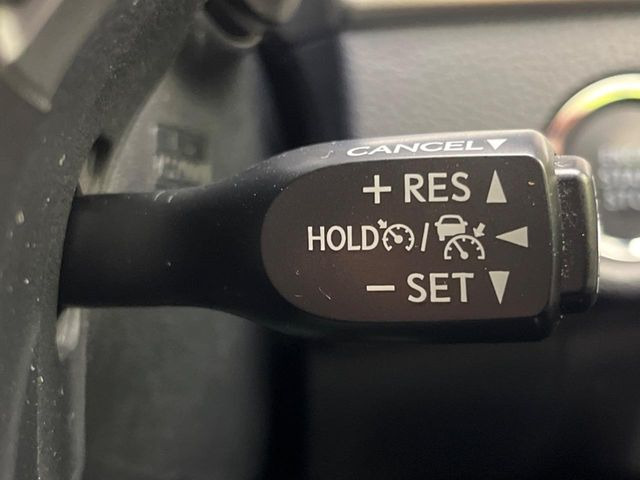 CANCEL▼
+ RES ▲
HOLD / ◀
− SET ▼